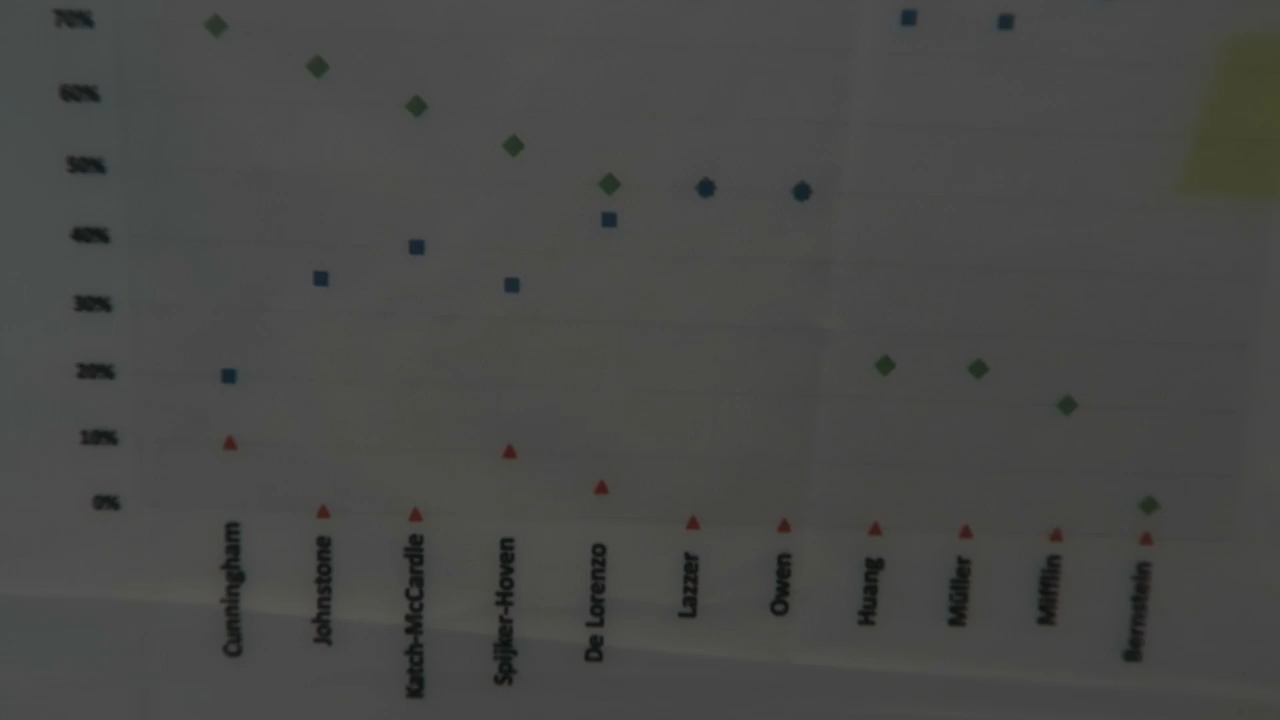 70%
60%
50%
40%
30%
20%
10%
0%
Cunningham
Johnstone
Katch-McCardle
Spijker-Hoven
De Lorenzo
Lazzer
Owen
Huang
Müller
Mifflin
Bernstein